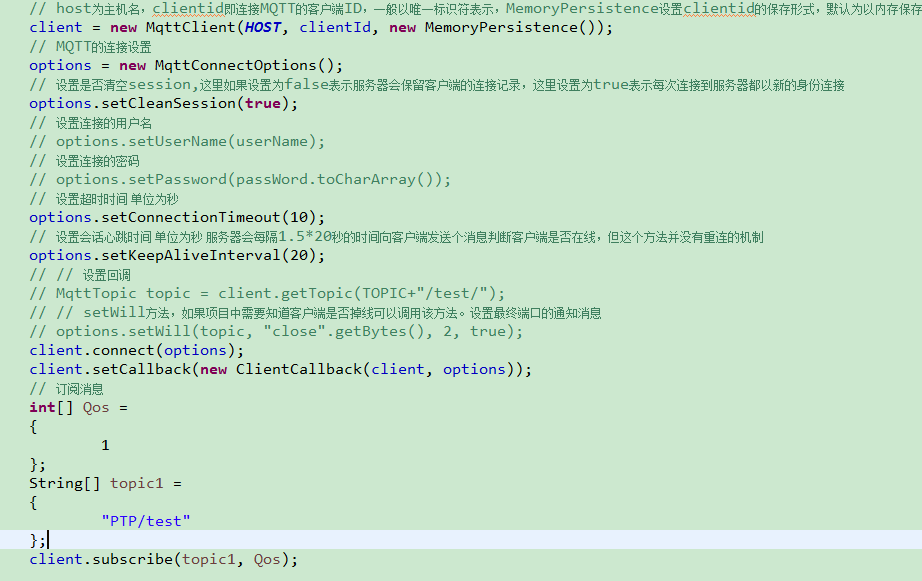 // host为主机名，clientid即连接MQTT的客户端ID，一般以唯一标识符表示，MemoryPersistence设置clientid的保存形式，默认为以内存保存
client = new MqttClient(HOST, clientId, new MemoryPersistence());
// MQTT的连接设置
options = new MqttConnectOptions();
// 设置是否清空session,这里如果设置为false表示服务器会保留客户端的连接记录，这里设置为true表示每次连接到服务器都以新的身份连接
options.setCleanSession(true);
// 设置连接的用户名
// options.setUserName(userName);
// 设置连接的密码
// options.setPassword(passWord.toCharArray());
// 设置超时时间 单位为秒
options.setConnectionTimeout(10);
// 设置会话心跳时间 单位为秒 服务器会每隔1.5*20秒的时间向客户端发送个消息判断客户端是否在线，但这个方法并没有重连的机制
options.setKeepAliveInterval(20);
// // 设置回调
// MqttTopic topic = client.getTopic(TOPIC+"/test/");
// // setWill方法，如果项目中需要知道客户端是否掉线可以调用该方法。设置最终端口的通知消息
// options.setWill(topic, "close".getBytes(), 2, true);
client.connect(options);
client.setCallback(new ClientCallback(client, options));
// 订阅消息
int[] Qos =
{
1
};
String[] topic1 =
{
"PTP/test"
};
client.subscribe(topic1, Qos);